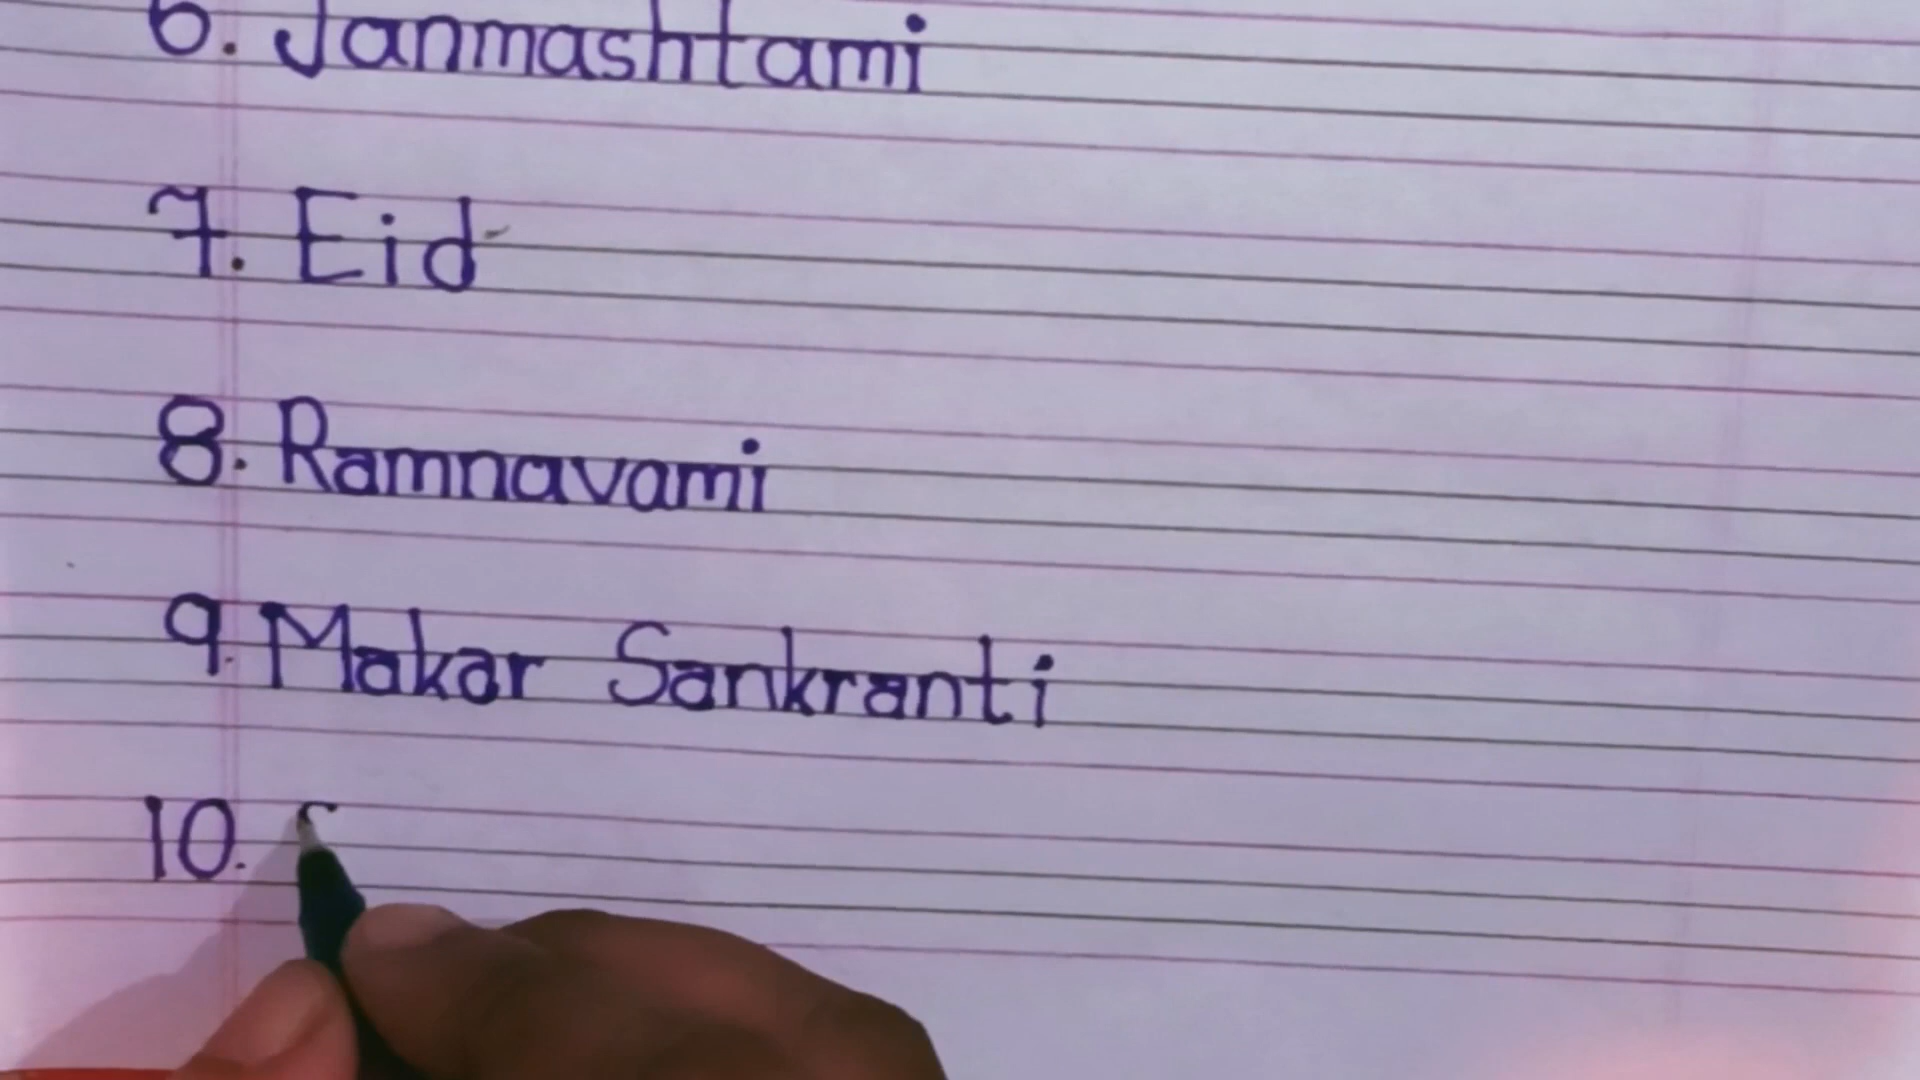 6. Janmashtami
7. Eid
8. Ramnavami
9. Makar Sankranti
10.